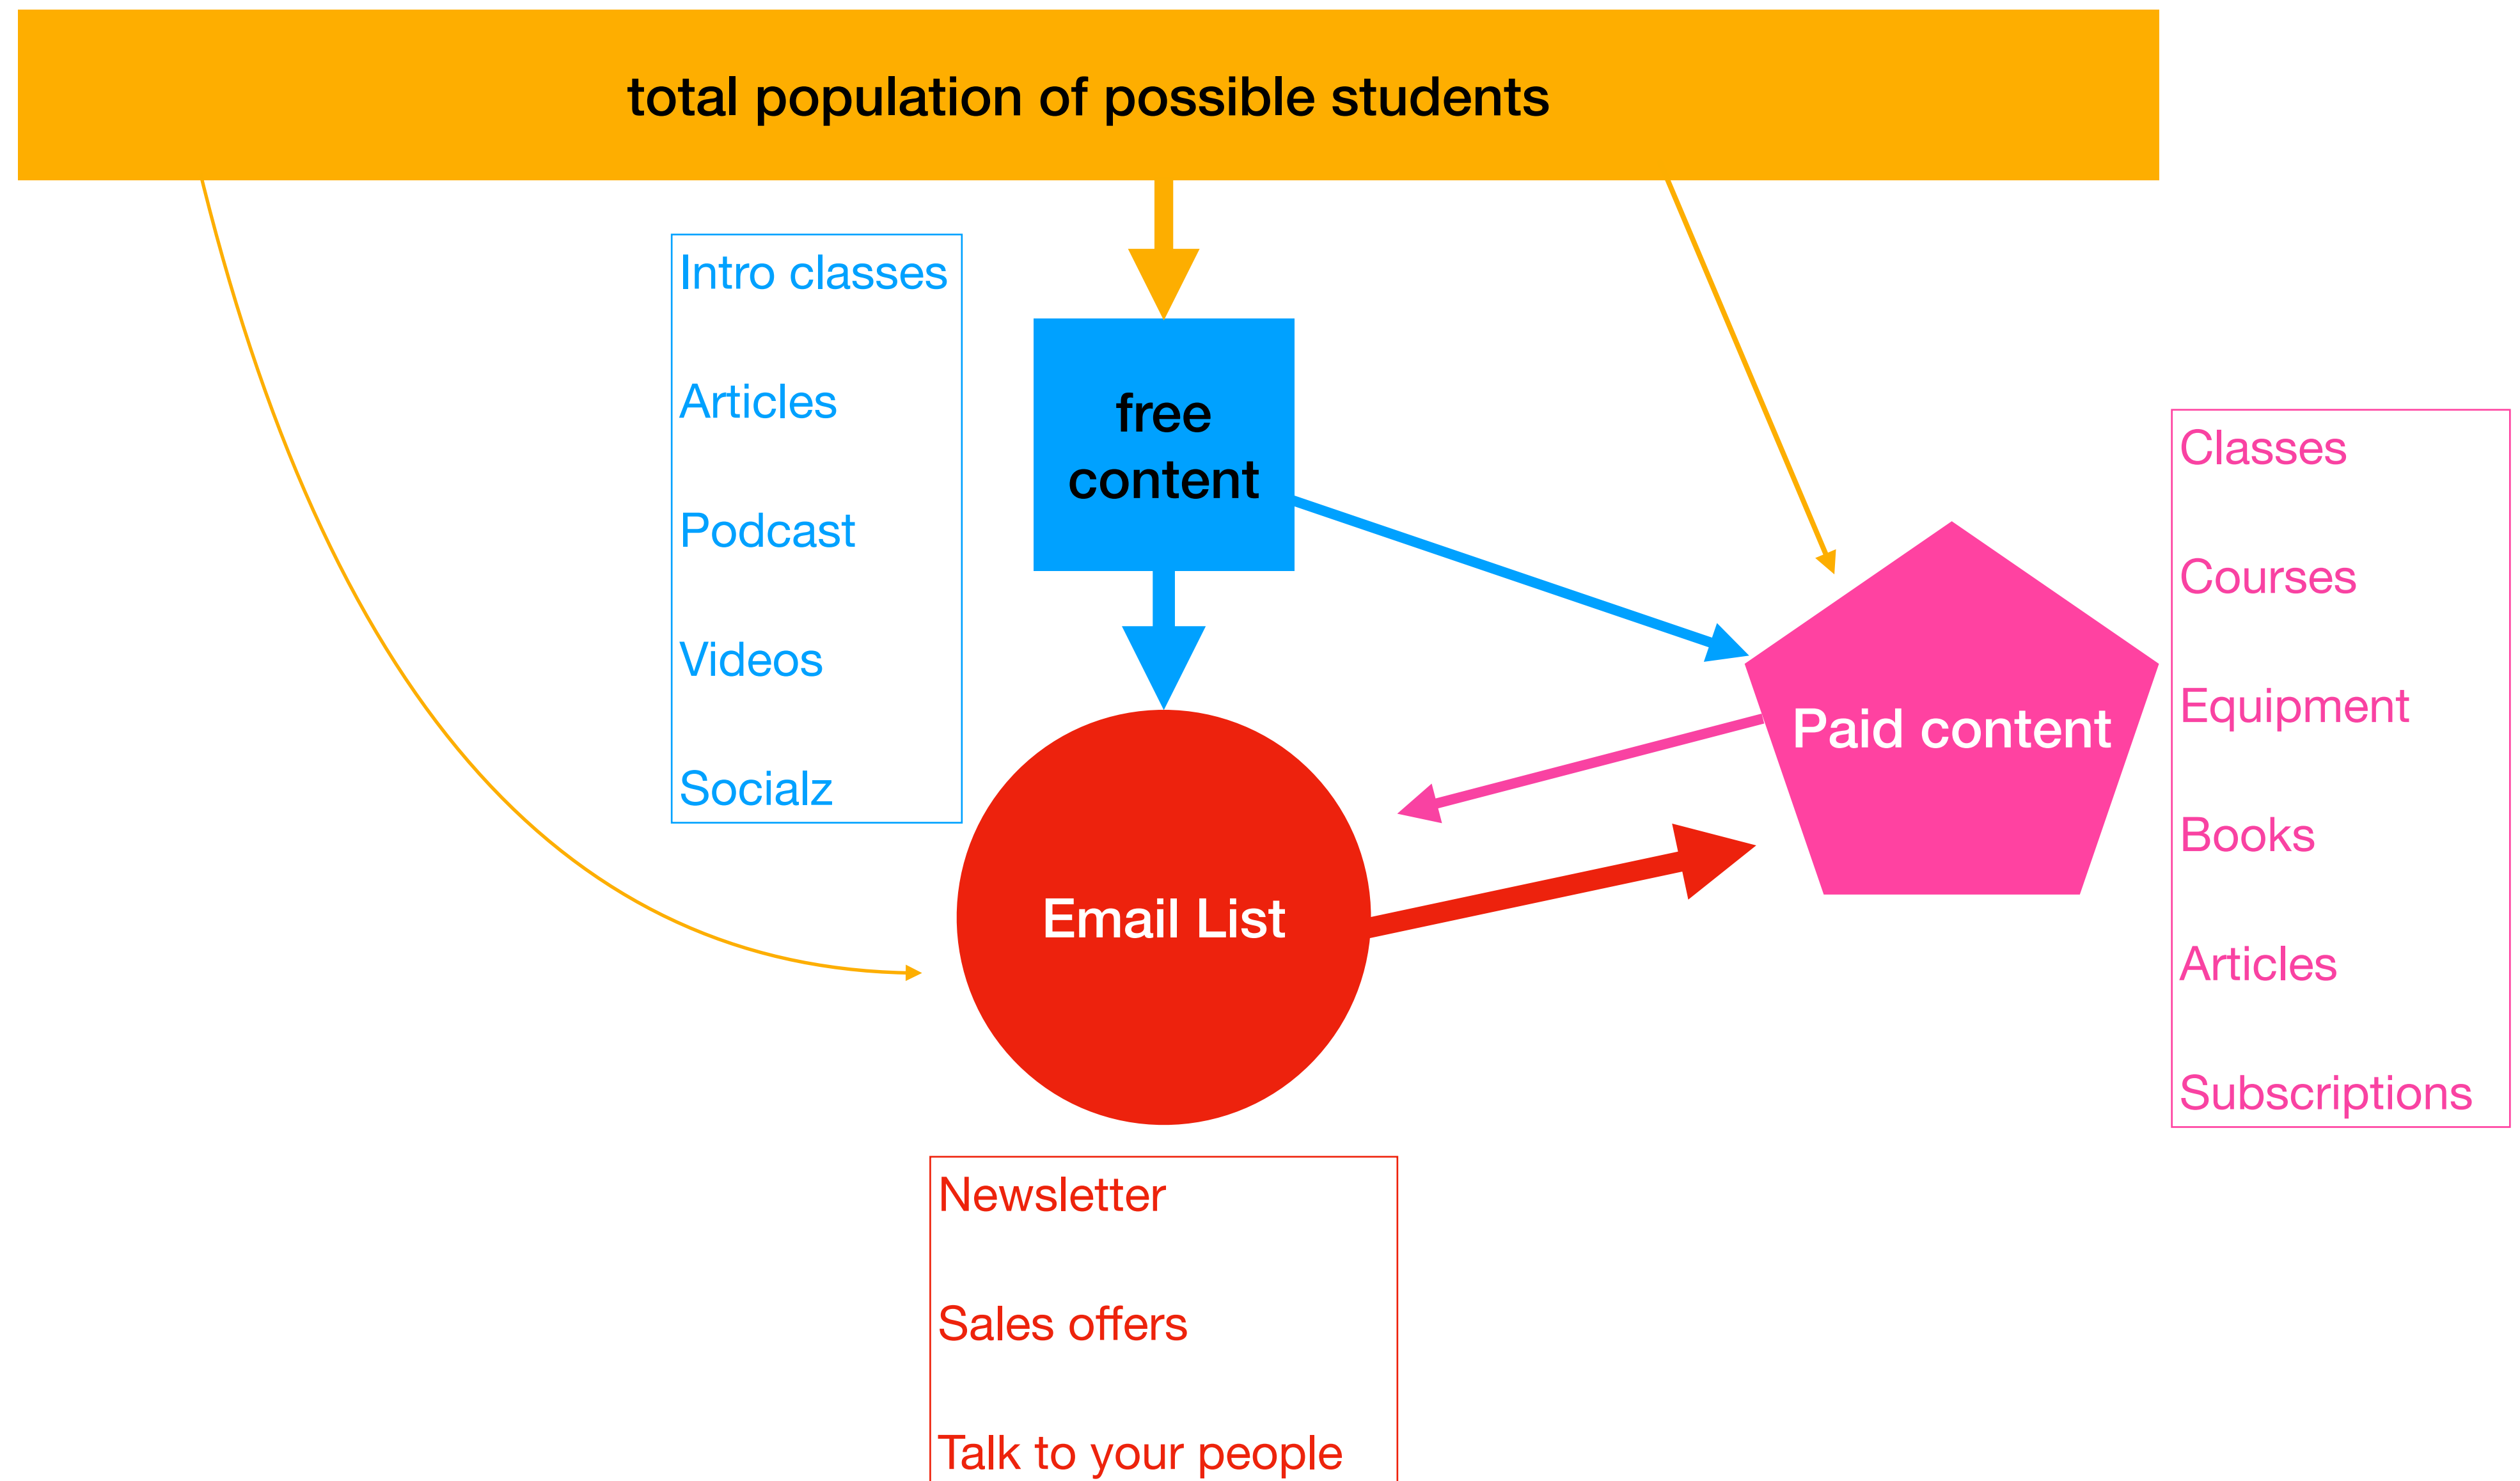 total population of possible students
Intro classes
Articles
Podcast
Videos
Socialz
free
content
Classes
Courses
Equipment
Books
Articles
Subscriptions
Paid content
Email List
Newsletter
Sales offers
Talk to your people